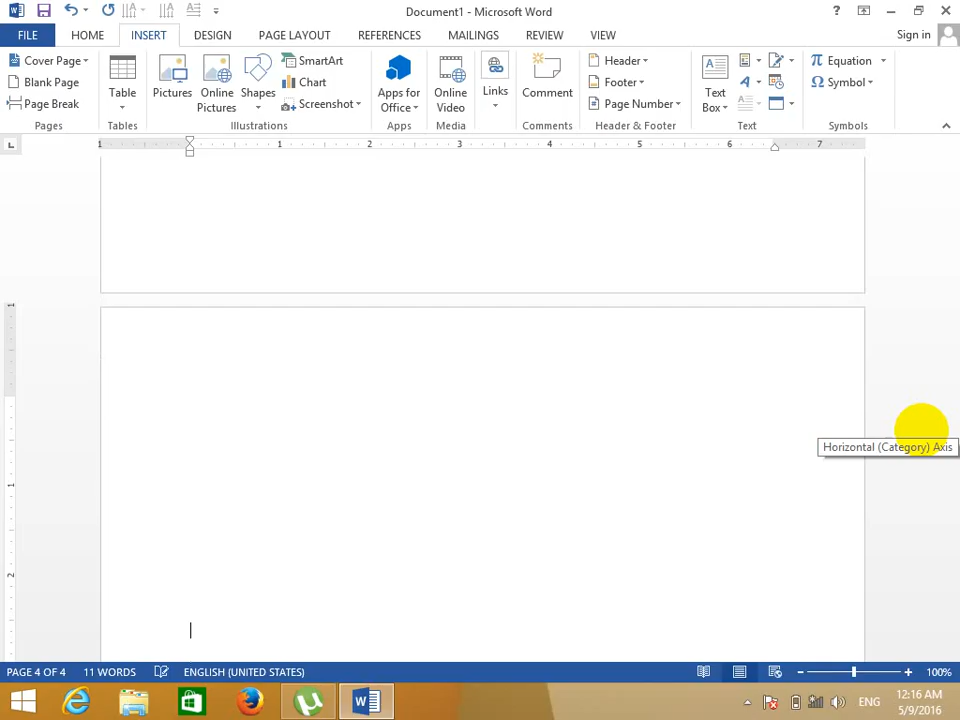 Document1 - Microsoft Word
?
FILE HOME INSERT DESIGN PAGE LAYOUT REFERENCES MAILINGS REVIEW VIEW Sign in
Cover Page
Blank Page
Page Break
Pages
Table
Tables
Pictures
Online
Pictures
Shapes
SmartArt
Chart
Screenshot
Illustrations
Apps for
Office
Apps
Online
Video
Media
Links
Comment
Comments
Header
Footer
Page Number
Header & Footer
A
Text
Box
A
A
Text
π Equation
Ω Symbol
Symbols
L
1 1 2 3 4 5 6 7
1
1
2
Horizontal (Category) Axis
PAGE 4 OF 4 11 WORDS ENGLISH (UNITED STATES) 100%
W
ENG
12:16 AM
5/9/2016